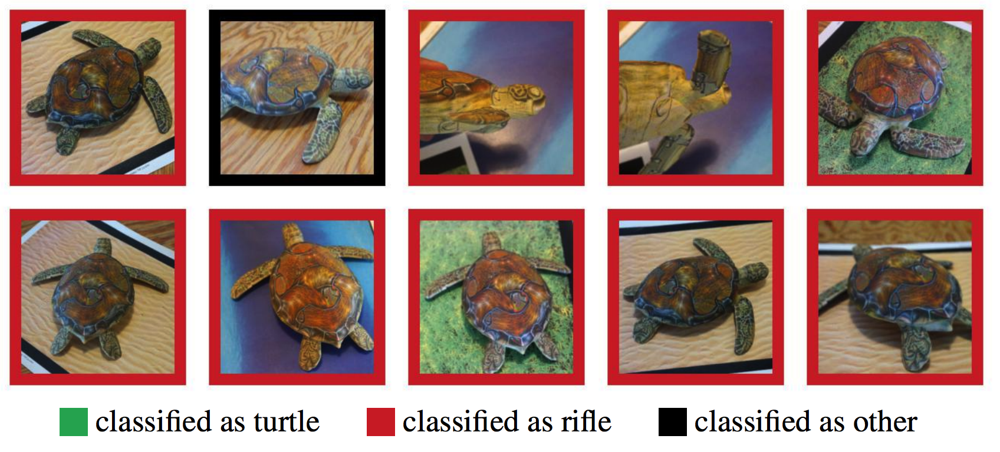 classified as turtle classified as rifle classified as other